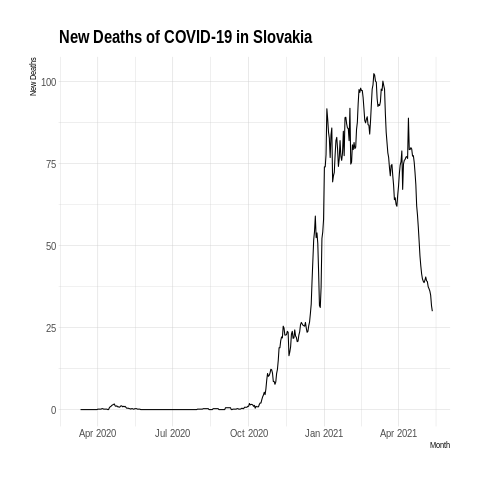 New Deaths of COVID-19 in Slovakia
New Deaths
100
75
50
25
0
Apr 2020 Jul 2020 Oct 2020 Jan 2021 Apr 2021
Month